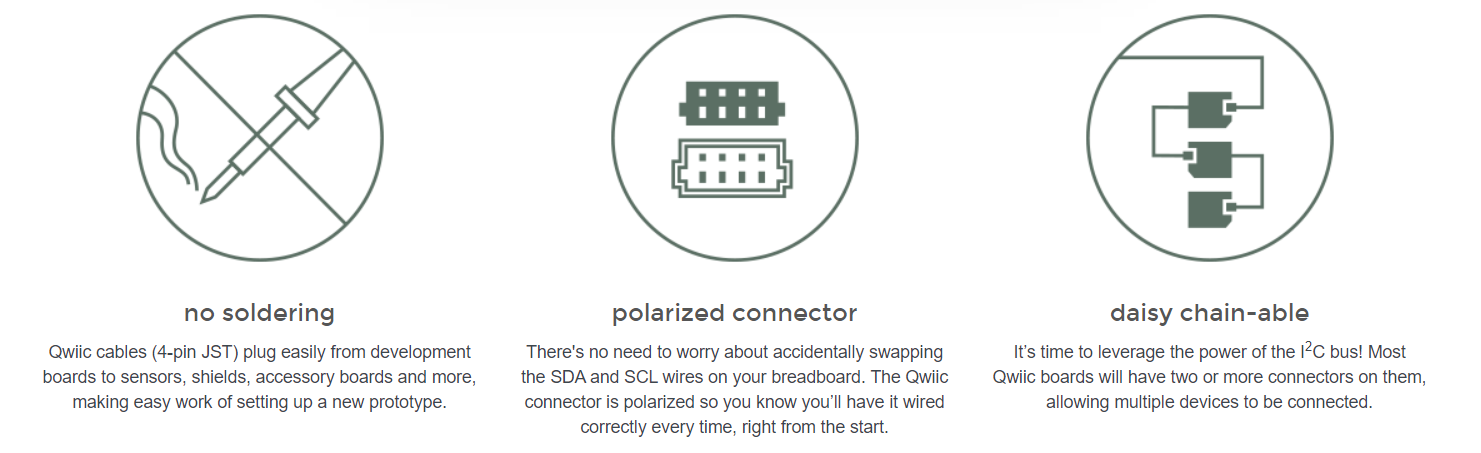 no soldering
Qwiic cables (4-pin JST) plug easily from development
boards to sensors, shields, accessory boards and more,
making easy work of setting up a new prototype.
polarized connector
There's no need to worry about accidentally swapping
the SDA and SCL wires on your breadboard. The Qwiic
connector is polarized so you know you’ll have it wired
correctly every time, right from the start.
daisy chain-able
It’s time to leverage the power of the I²C bus! Most
Qwiic boards will have two or more connectors on them,
allowing multiple devices to be connected.